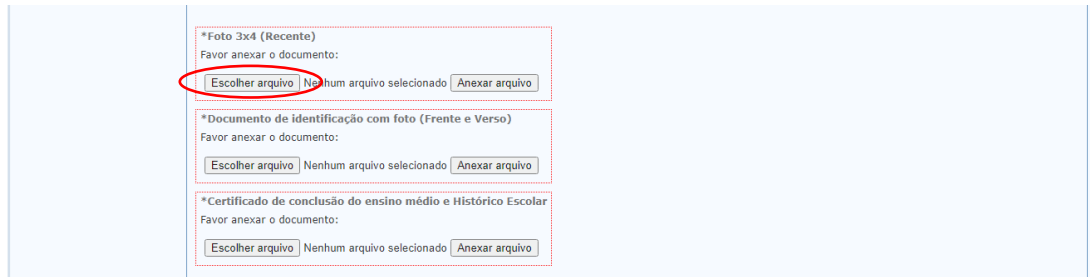 *Foto 3x4 (Recente)
Favor anexar o documento:
Escolher arquivo Nenhum arquivo selecionado Anexar arquivo
*Documento de identificação com foto (Frente e Verso)
Favor anexar o documento:
Escolher arquivo Nenhum arquivo selecionado Anexar arquivo
*Certificado de conclusão do ensino médio e Histórico Escolar
Favor anexar o documento:
Escolher arquivo Nenhum arquivo selecionado Anexar arquivo